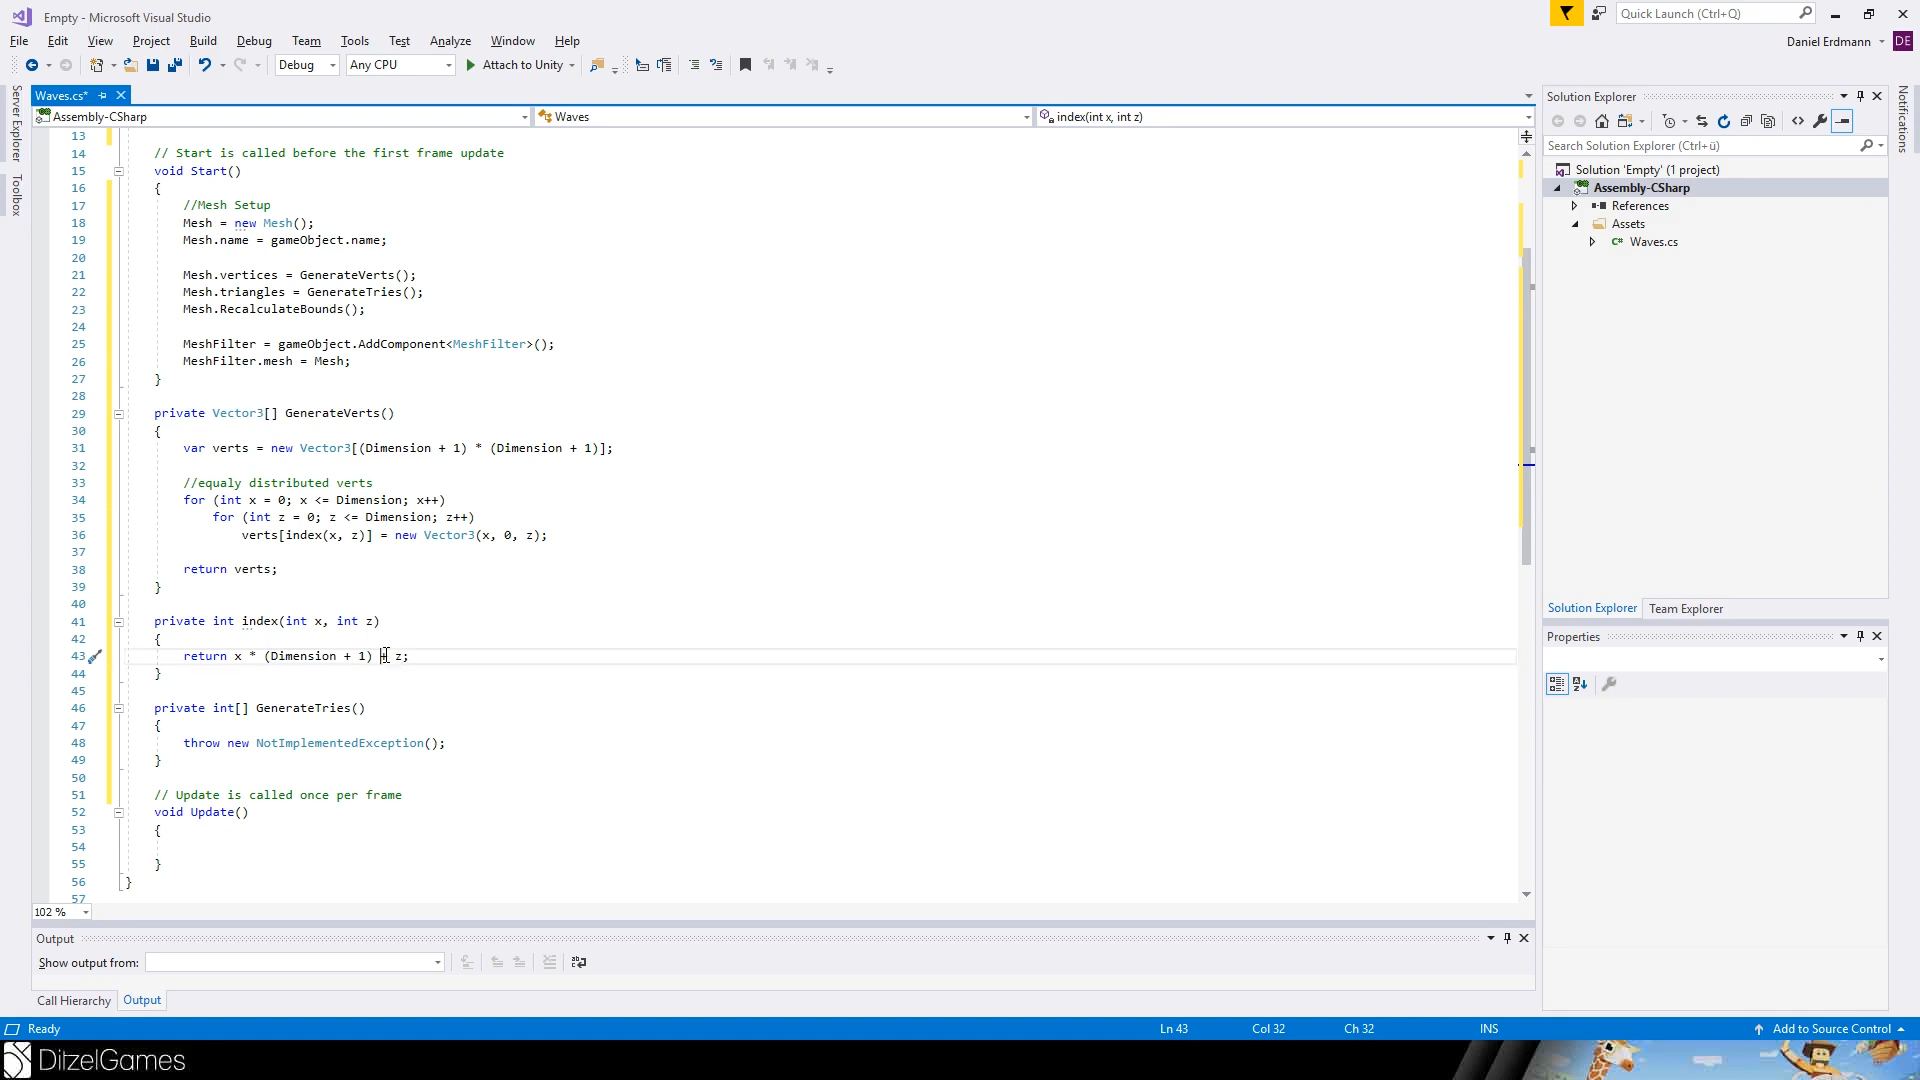 Empty - Microsoft Visual Studio
Quick Launch (Ctrl+Q)
File Edit View Project Build Debug Team Tools Test Analyze Window Help
Daniel Erdmann DE
Debug Any CPU Attach to Unity
Server Explorer
Toolbox
Notifications
Waves.cs*
Assembly-CSharp Waves index(int x, int z)
13
14 // Start is called before the first frame update
15 void Start()
16 {
17 //Mesh Setup
18 Mesh = new Mesh();
19 Mesh.name = gameObject.name;
20
21 Mesh.vertices = GenerateVerts();
22 Mesh.triangles = GenerateTries();
23 Mesh.RecalculateBounds();
24
25 MeshFilter = gameObject.AddComponent<MeshFilter>();
26 MeshFilter.mesh = Mesh;
27 }
28
29 private Vector3[] GenerateVerts()
30 {
31 var verts = new Vector3[(Dimension + 1) * (Dimension + 1)];
32
33 //equaly distributed verts
34 for (int x = 0; x <= Dimension; x++)
35 for (int z = 0; z <= Dimension; z++)
36 verts[index(x, z)] = new Vector3(x, 0, z);
37
38 return verts;
39 }
40
41 private int index(int x, int z)
42 {
43 return x * (Dimension + 1) + z;
44 }
45
46 private int[] GenerateTries()
47 {
48 throw new NotImplementedException();
49 }
50
51 // Update is called once per frame
52 void Update()
53 {
54
55 }
56 }
57
102 %
Output
Show output from:
Call Hierarchy Output
Solution Explorer
Search Solution Explorer (Ctrl+ü)
Solution 'Empty' (1 project)
Assembly-CSharp
References
Assets
C# Waves.cs
Solution Explorer Team Explorer
Properties
Ready Ln 43 Col 32 Ch 32 INS Add to Source Control
DitzelGames